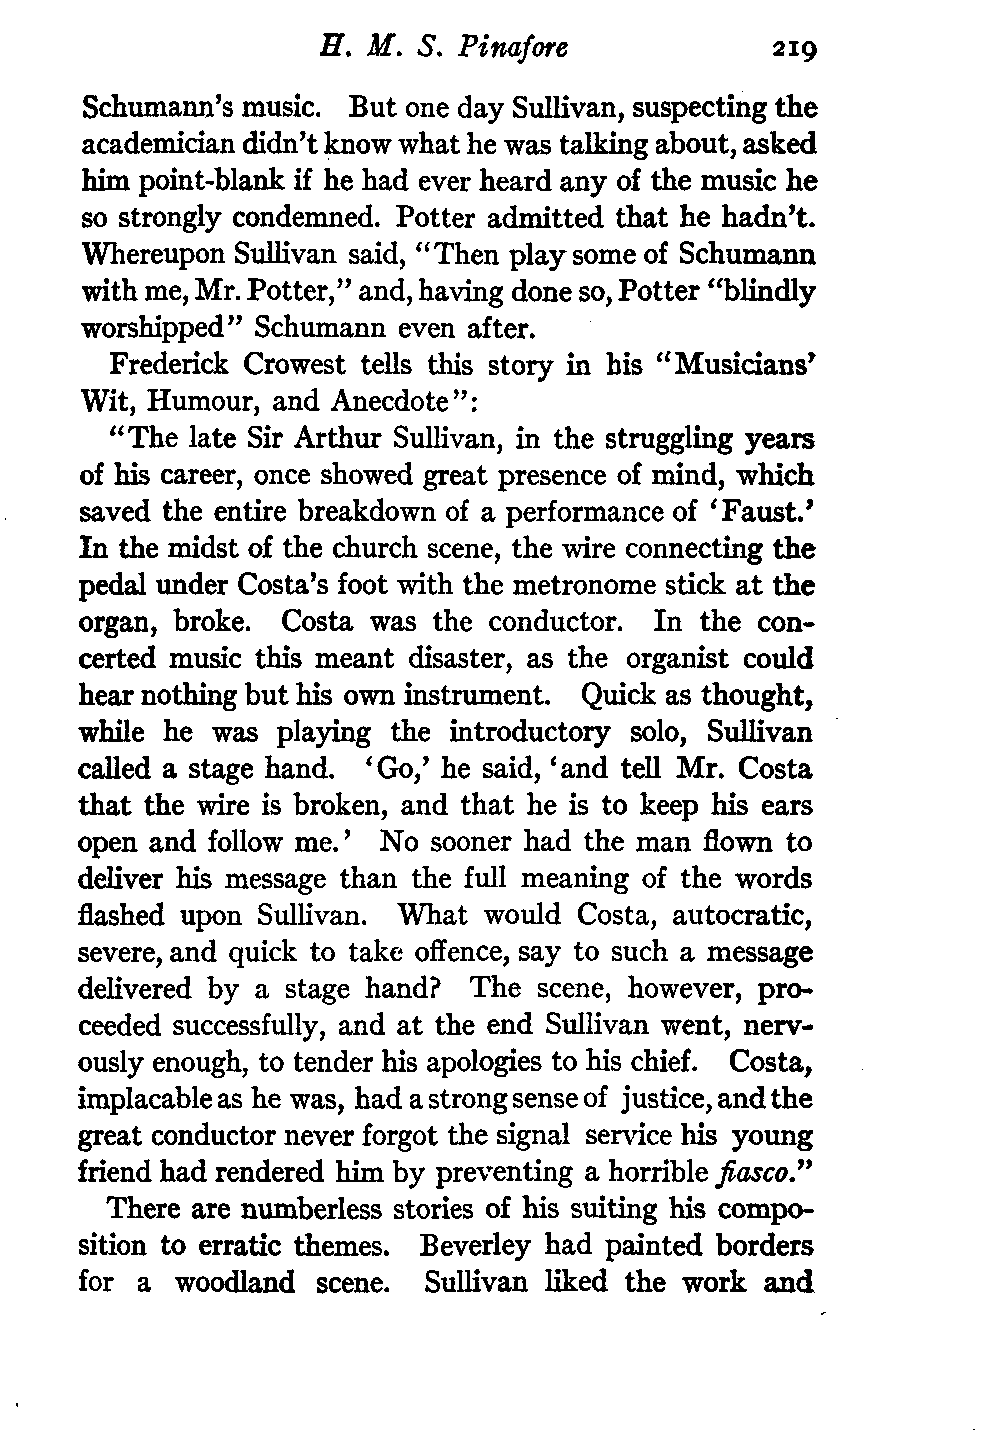 H. M. S. Pinafore 219
Schumann's music. But one day Sullivan, suspecting the
academician didn't know what he was talking about, asked
him point-blank if he had ever heard any of the music he
so strongly condemned. Potter admitted that he hadn't.
Whereupon Sullivan said, "Then play some of Schumann
with me, Mr. Potter," and, having done so, Potter "blindly
worshipped" Schumann even after.
Frederick Crowest tells this story in his "Musicians'
Wit, Humour, and Anecdote":
"The late Sir Arthur Sullivan, in the struggling years
of his career, once showed great presence of mind, which
saved the entire breakdown of a performance of 'Faust.'
In the midst of the church scene, the wire connecting the
pedal under Costa's foot with the metronome stick at the
organ, broke. Costa was the conductor. In the con-
certed music this meant disaster, as the organist could
hear nothing but his own instrument. Quick as thought,
while he was playing the introductory solo, Sullivan
called a stage hand. 'Go,' he said, 'and tell Mr. Costa
that the wire is broken, and that he is to keep his ears
open and follow me.' No sooner had the man flown to
deliver his message than the full meaning of the words
flashed upon Sullivan. What would Costa, autocratic,
severe, and quick to take offence, say to such a message
delivered by a stage hand? The scene, however, pro-
ceeded successfully, and at the end Sullivan went, nerv-
ously enough, to tender his apologies to his chief. Costa,
implacable as he was, had a strong sense of justice, and the
great conductor never forgot the signal service his young
friend had rendered him by preventing a horrible fiasco."
There are numberless stories of his suiting his compo-
sition to erratic themes. Beverley had painted borders
for a woodland scene. Sullivan liked the work and